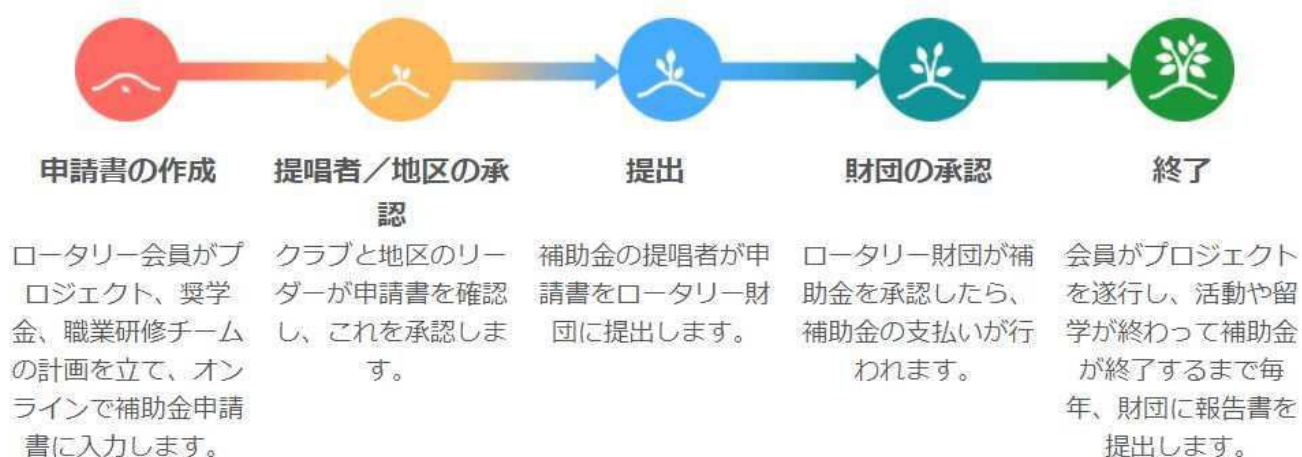 申請書の作成
ロータリー会員がプ
ロジェクト、奨学
金、職業研修チーム
の計画を立て、オン
ラインで補助金申請
書に入力します。
提唱者／地区の承
認
クラブと地区のリー
ダーが申請書を確認
し、これを承認しま
す。
提出
補助金の提唱者が申
請書をロータリー財
団に提出します。
財団の承認
ロータリー財団が補
助金を承認したら、
補助金の支払いが行
われます。
終了
会員がプロジェクト
を遂行し、活動や留
学が終わって補助金
が終了するまで毎
年、財団に報告書を
提出します。